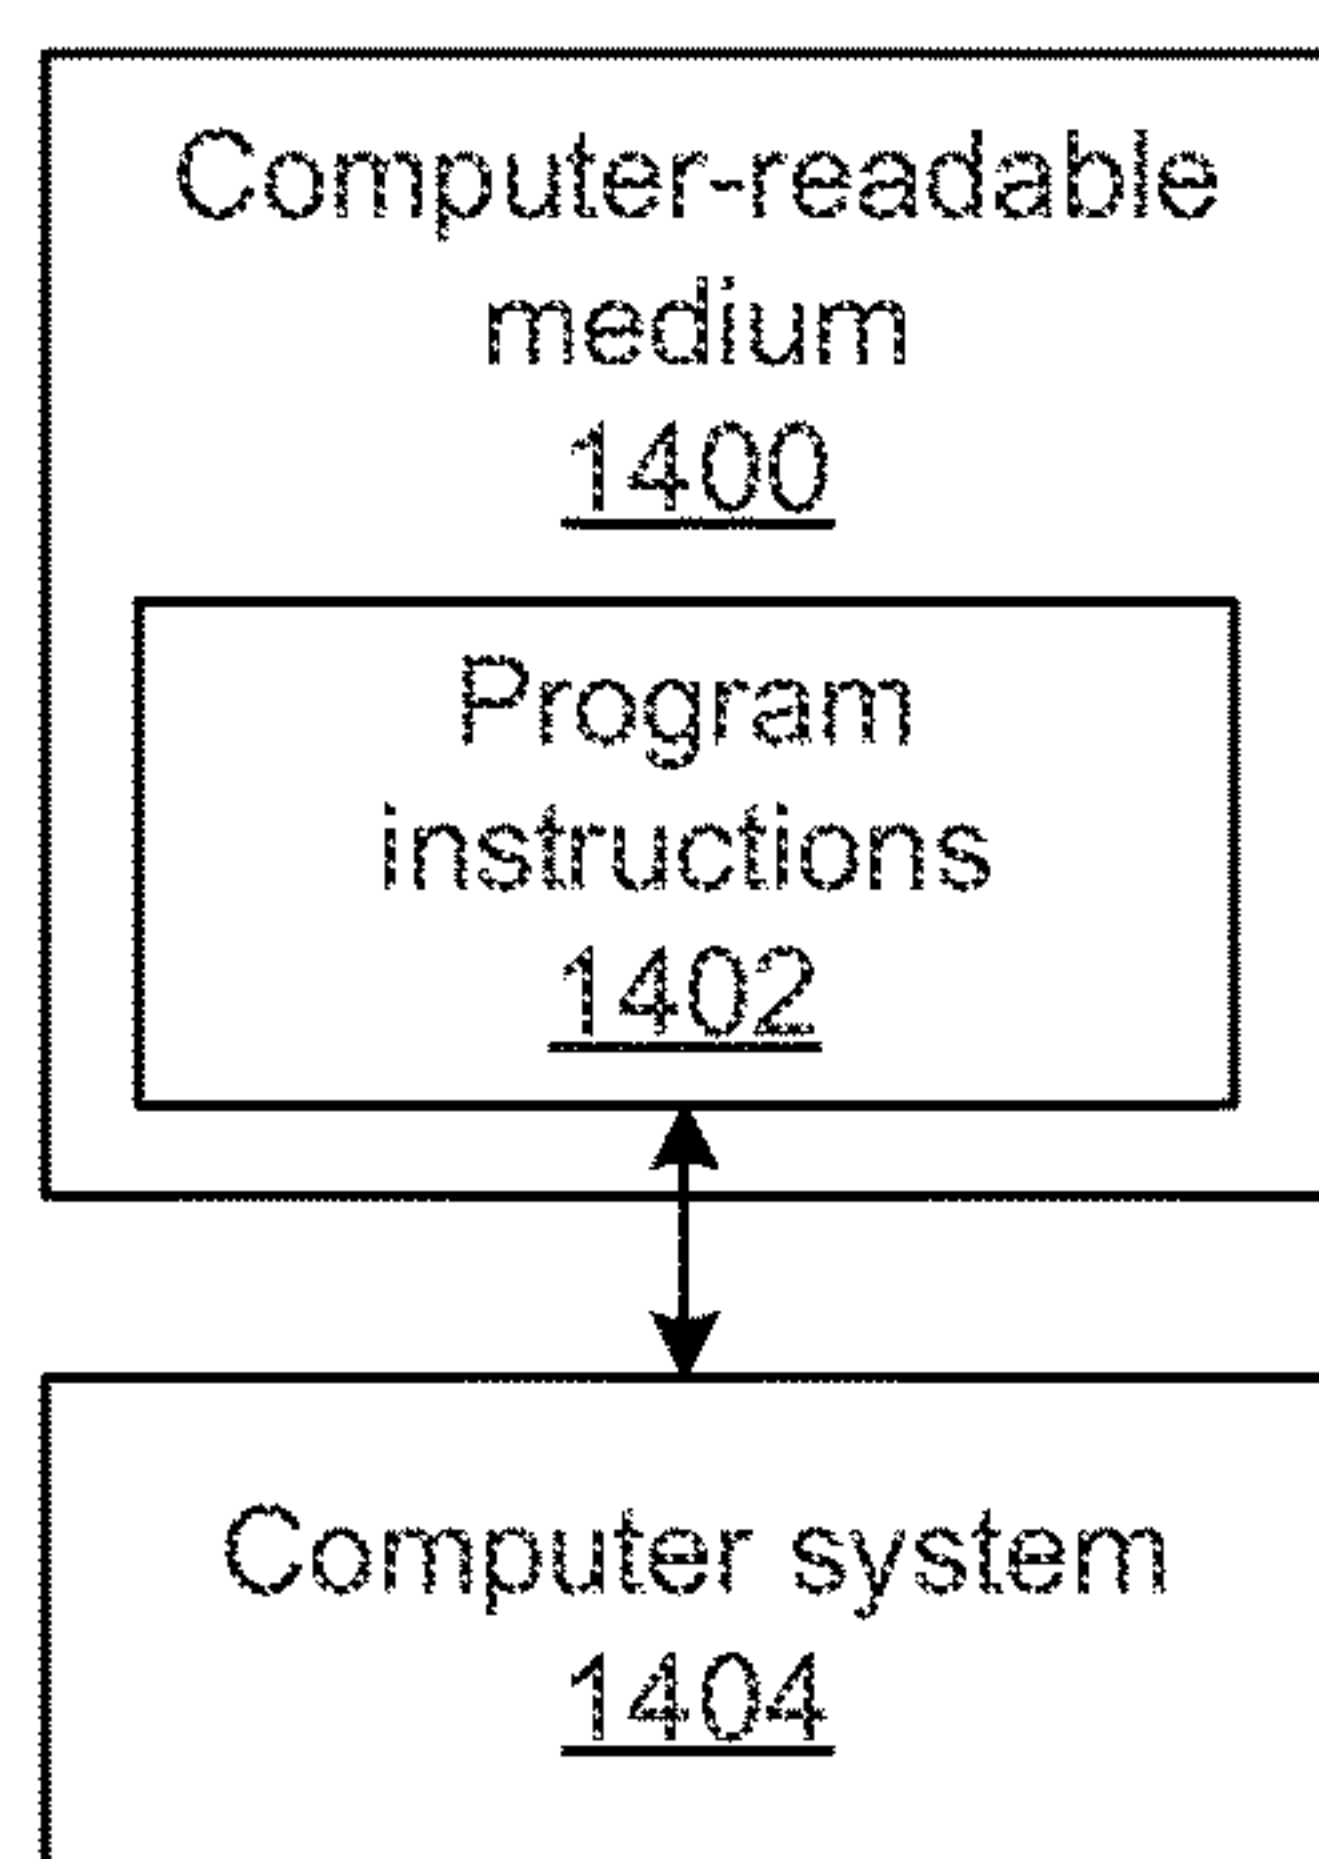 Computer-readable
medium
1400
Program
instructions
1402
Computer system
1404